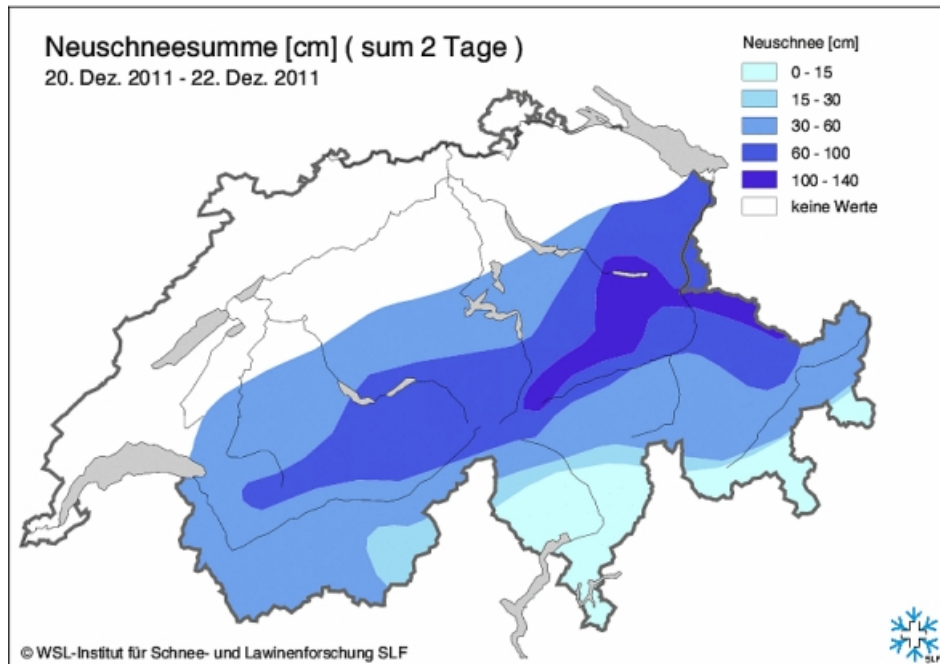 Neuschneesumme [cm] ( sum 2 Tage )
20. Dez. 2011 - 22. Dez. 2011
Neuschnee [cm]
0 - 15
15 - 30
30 - 60
60 - 100
100 - 140
keine Werte
© WSL-Institut für Schnee- und Lawinenforschung SLF
SLF